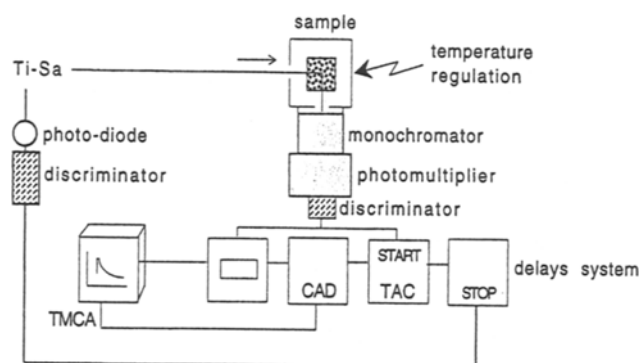 sample
Ti-Sa
temperature
regulation
photo-diode
monochromator
discriminator
photomultiplier
discriminator
START
CAD
TAC
STOP
delays system
TMCA